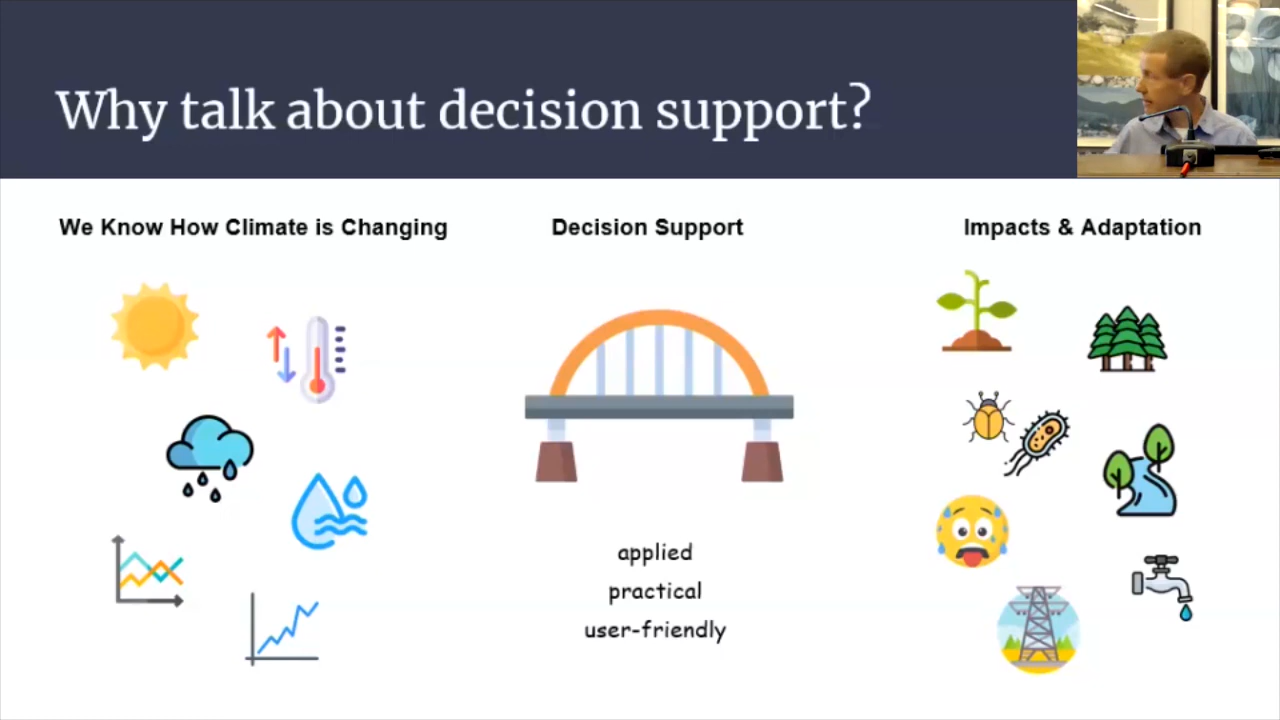 Why talk about decision support?
We Know How Climate is Changing
Decision Support
Impacts & Adaptation
applied
practical
user-friendly